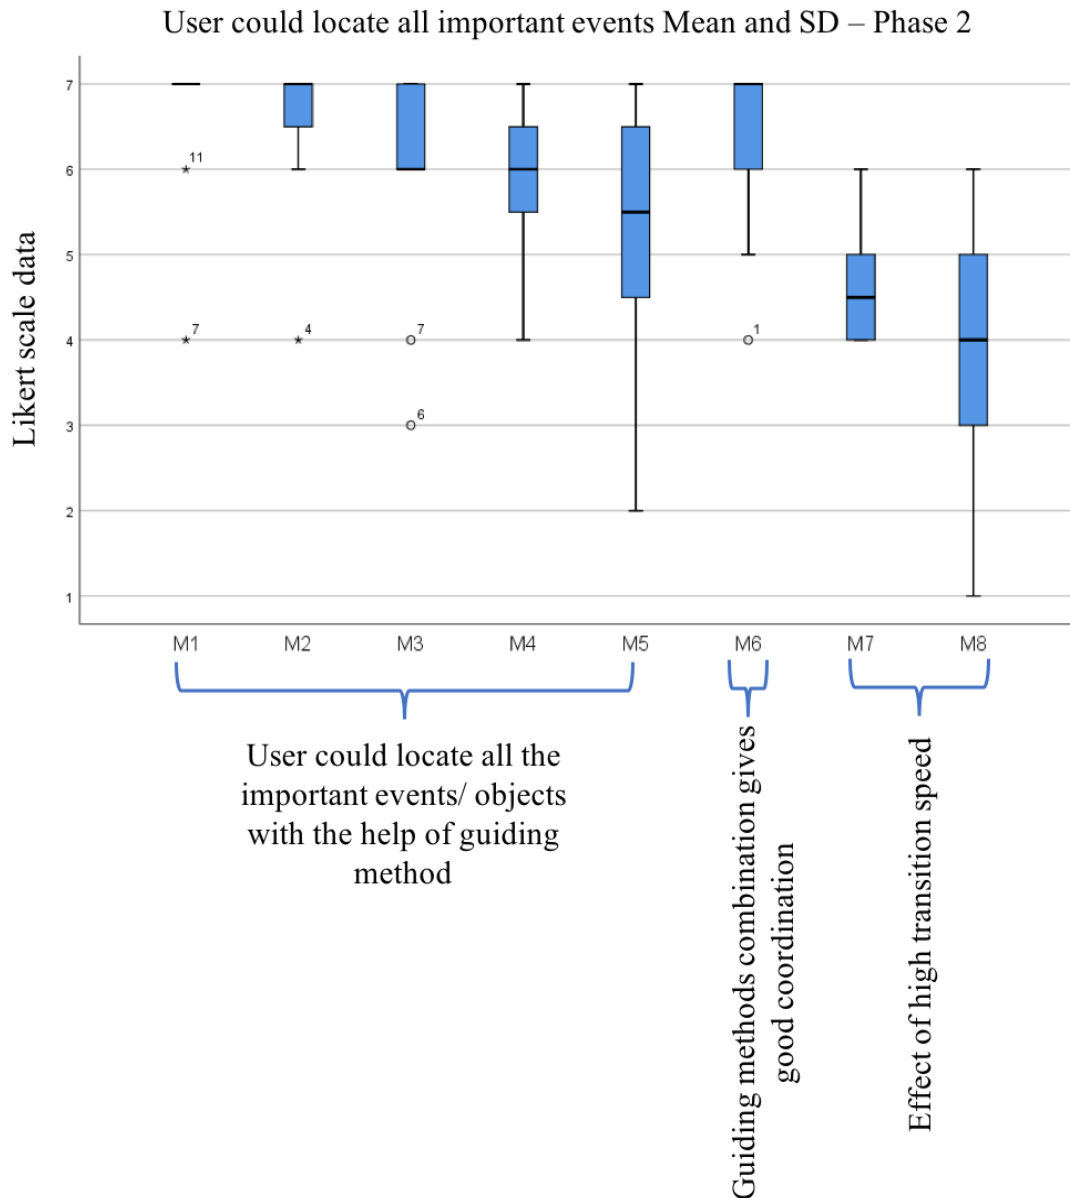 User could locate all important events Mean and SD – Phase 2
Likert scale data
7
6
5
4
3
2
1
11
7
4
7
6
1
M1 M2 M3 M4 M5 M6 M7 M8
User could locate all the
important events/ objects
with the help of guiding
method
Guiding methods combination gives
good coordination
Effect of high transition speed